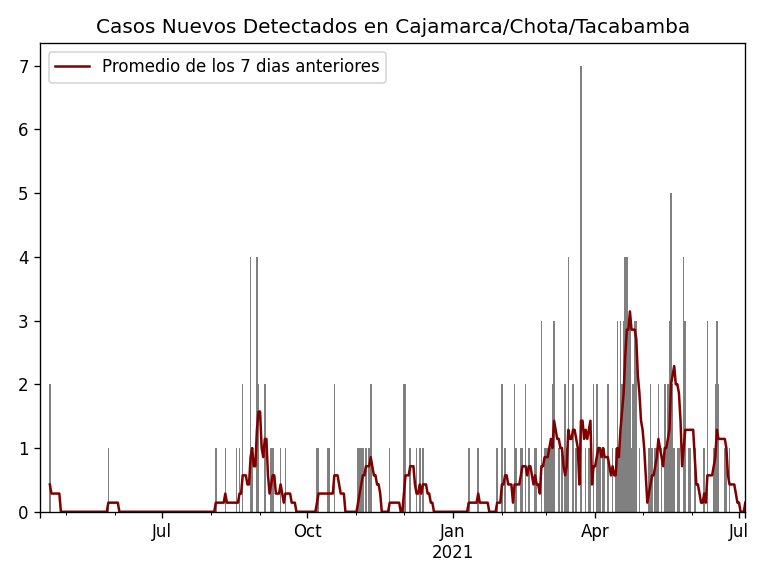 Casos Nuevos Detectados en Cajamarca/Chota/Tacabamba
Promedio de los 7 dias anteriores
7
6
5
4
3
2
1
0
Jul
Oct
Jan
2021
Apr
Jul